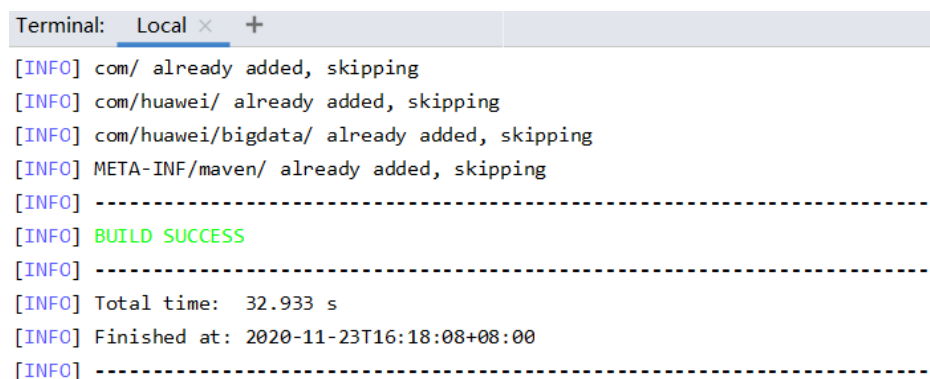 Terminal: Local × +
[INFO] com/ already added, skipping
[INFO] com/huawei/ already added, skipping
[INFO] com/huawei/bigdata/ already added, skipping
[INFO] META-INF/maven/ already added, skipping
[INFO] ------------------------------------------------------------------------
[INFO] BUILD SUCCESS
[INFO] ------------------------------------------------------------------------
[INFO] Total time:  32.933 s
[INFO] Finished at: 2020-11-23T16:18:08+08:00
[INFO] ------------------------------------------------------------------------